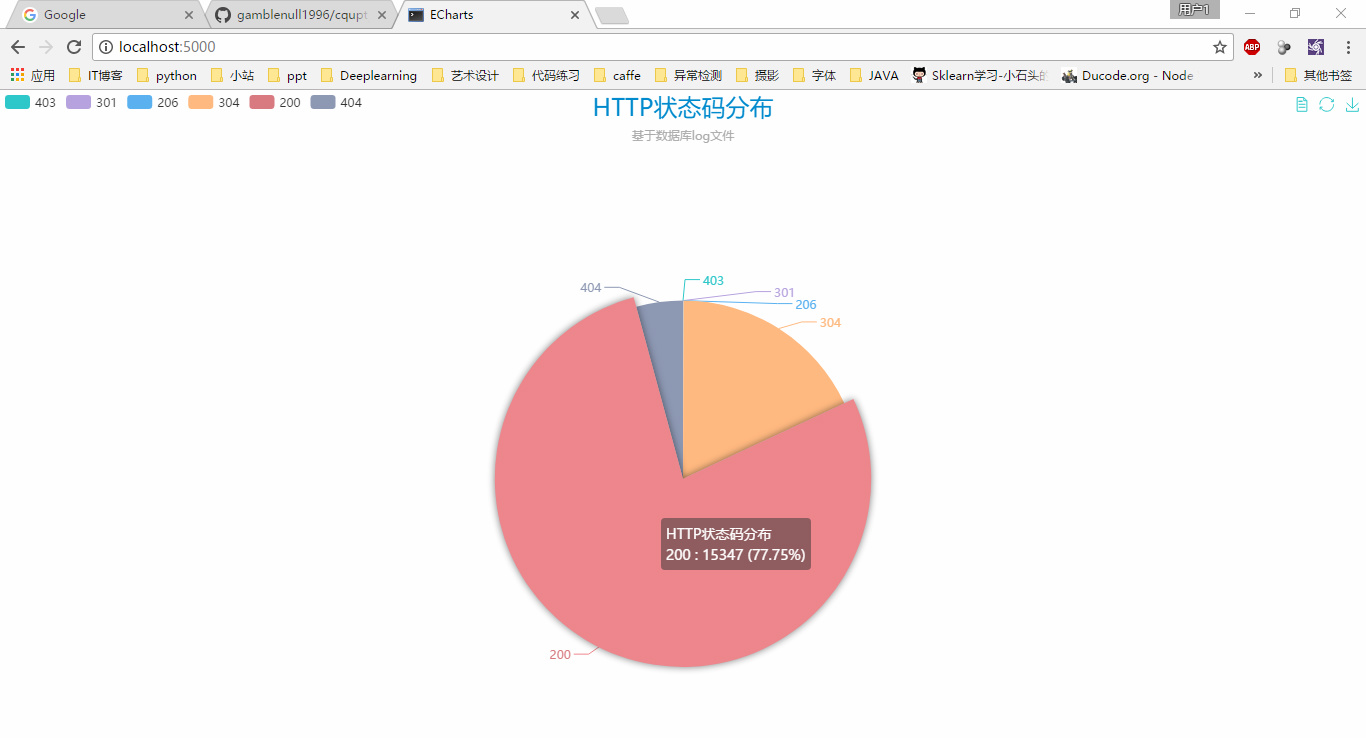 Google
gamblenull1996/cqupt
ECharts
用户1
localhost:5000
ABP
应用 IT博客 python 小站 ppt Deeplearning 艺术设计 代码练习 caffe 异常检测 摄影 字体 JAVA Sklearn学习-小石头的 Ducode.org - Node » 其他书签
403 301 206 304 200 404
HTTP状态码分布
基于数据库log文件
403
404
301
206
304
HTTP状态码分布
200 : 15347 (77.75%)
200